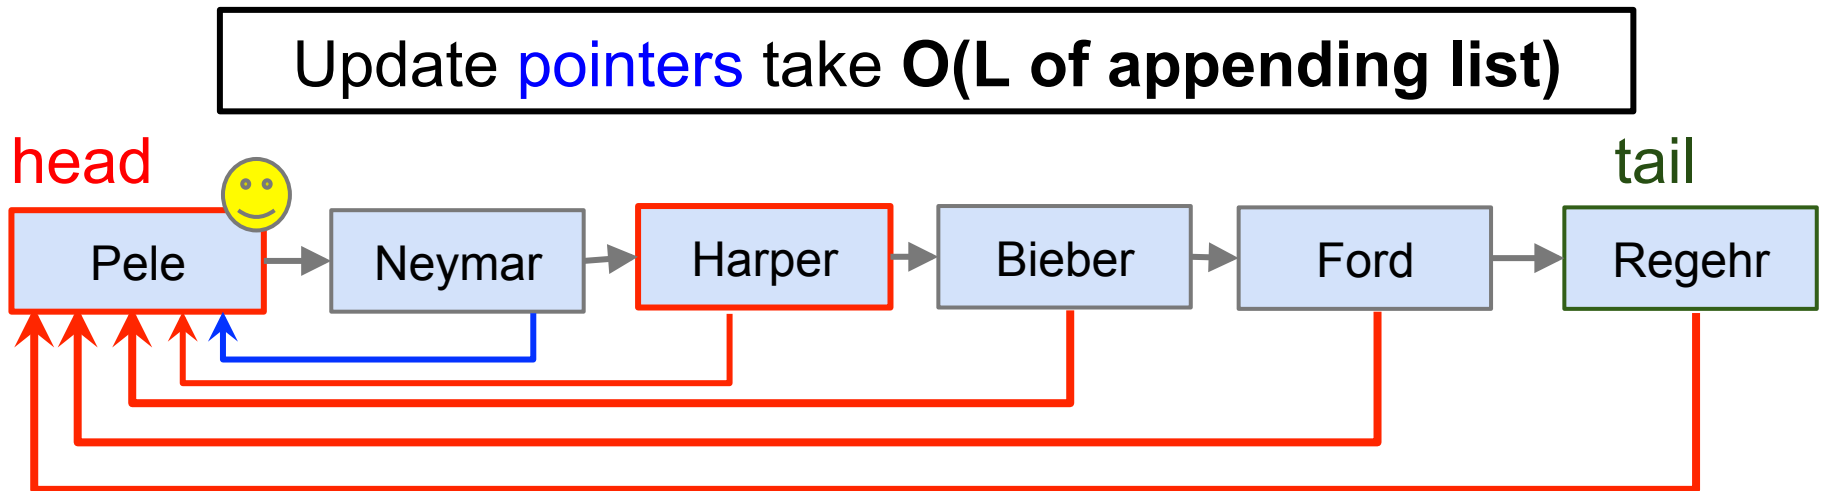 Update pointers take O(L of appending list)
head
tail
Pele
Neymar
Harper
Bieber
Ford
Regehr